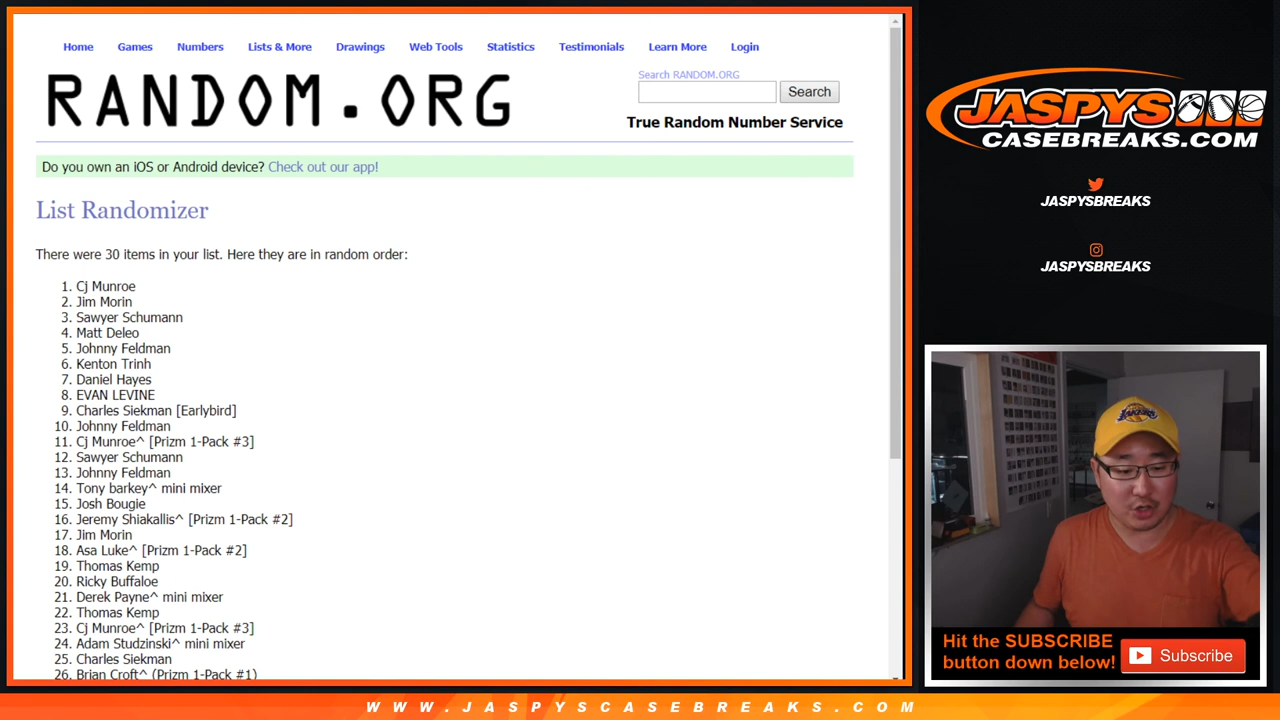 Home Games Numbers Lists & More Drawings Web Tools Statistics Testimonials Learn More Login
RANDOM.ORG
Search RANDOM.ORG
Search
True Random Number Service
Do you own an iOS or Android device? Check out our app!
List Randomizer
There were 30 items in your list. Here they are in random order:
1. Cj Munroe
2. Jim Morin
3. Sawyer Schumann
4. Matt Deleo
5. Johnny Feldman
6. Kenton Trinh
7. Daniel Hayes
8. EVAN LEVINE
9. Charles Siekman [Earlybird]
10. Johnny Feldman
11. Cj Munroe^ [Prizm 1-Pack #3]
12. Sawyer Schumann
13. Johnny Feldman
14. Tony barkey^ mini mixer
15. Josh Bougie
16. Jeremy Shiakallis^ [Prizm 1-Pack #2]
17. Jim Morin
18. Asa Luke^ [Prizm 1-Pack #2]
19. Thomas Kemp
20. Ricky Buffaloe
21. Derek Payne^ mini mixer
22. Thomas Kemp
23. Cj Munroe^ [Prizm 1-Pack #3]
24. Adam Studzinski^ mini mixer
25. Charles Siekman
26. Brian Croft^ (Prizm 1-Pack #1)
JASPYS
CASEBREAKS.COM
JASPYSBREAKS
JASPYSBREAKS
LAKERS
Hit the SUBSCRIBE
button down below!
Subscribe
WWW.JASPYSCASEBREAKS.COM